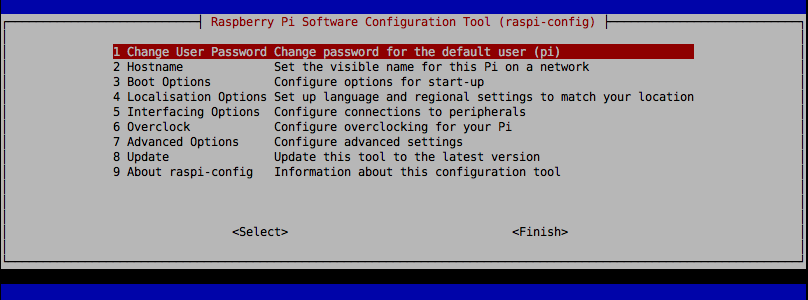 Raspberry Pi Software Configuration Tool (raspi-config)
1 Change User Password Change password for the default user (pi)
2 Hostname Set the visible name for this Pi on a network
3 Boot Options Configure options for start-up
4 Localisation Options Set up language and regional settings to match your location
5 Interfacing Options Configure connections to peripherals
6 Overclock Configure overclocking for your Pi
7 Advanced Options Configure advanced settings
8 Update Update this tool to the latest version
9 About raspi-config Information about this configuration tool
<Select> <Finish>